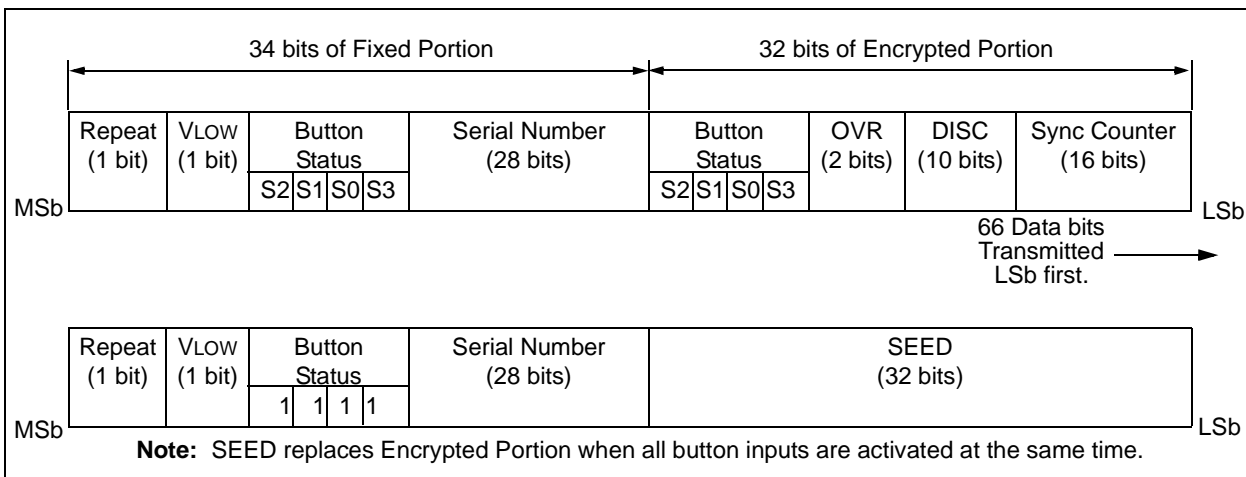 34 bits of Fixed Portion
32 bits of Encrypted Portion
Repeat
(1 bit)
VLOW
(1 bit)
Button
Status
S2 S1 S0 S3
Serial Number
(28 bits)
Button
Status
S2 S1 S0 S3
OVR
(2 bits)
DISC
(10 bits)
Sync Counter
(16 bits)
MSb
LSb
66 Data bits
Transmitted
LSb first.
Repeat
(1 bit)
VLOW
(1 bit)
Button
Status
1 1 1 1
Serial Number
(28 bits)
SEED
(32 bits)
MSb
LSb
Note: SEED replaces Encrypted Portion when all button inputs are activated at the same time.